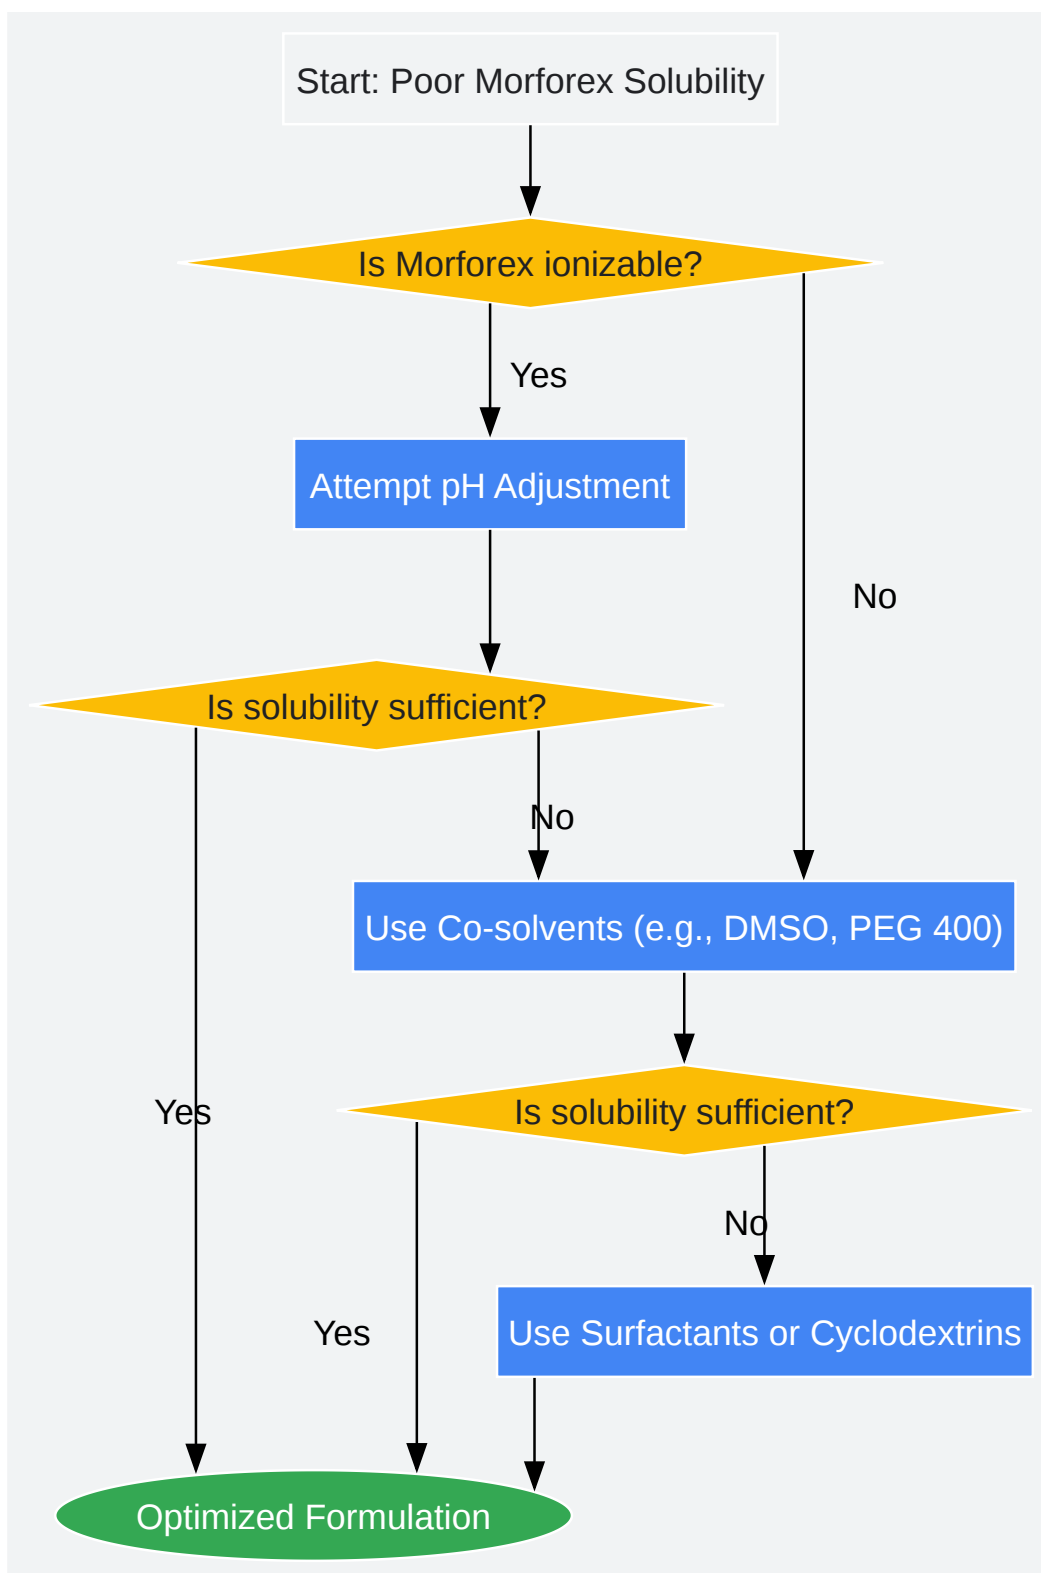 Start: Poor Morforex Solubility
Is Morforex ionizable?
Yes
Attempt pH Adjustment
No
Is solubility sufficient?
No
Use Co-solvents (e.g., DMSO, PEG 400)
Yes
Is solubility sufficient?
No
Yes
Use Surfactants or Cyclodextrins
Optimized Formulation